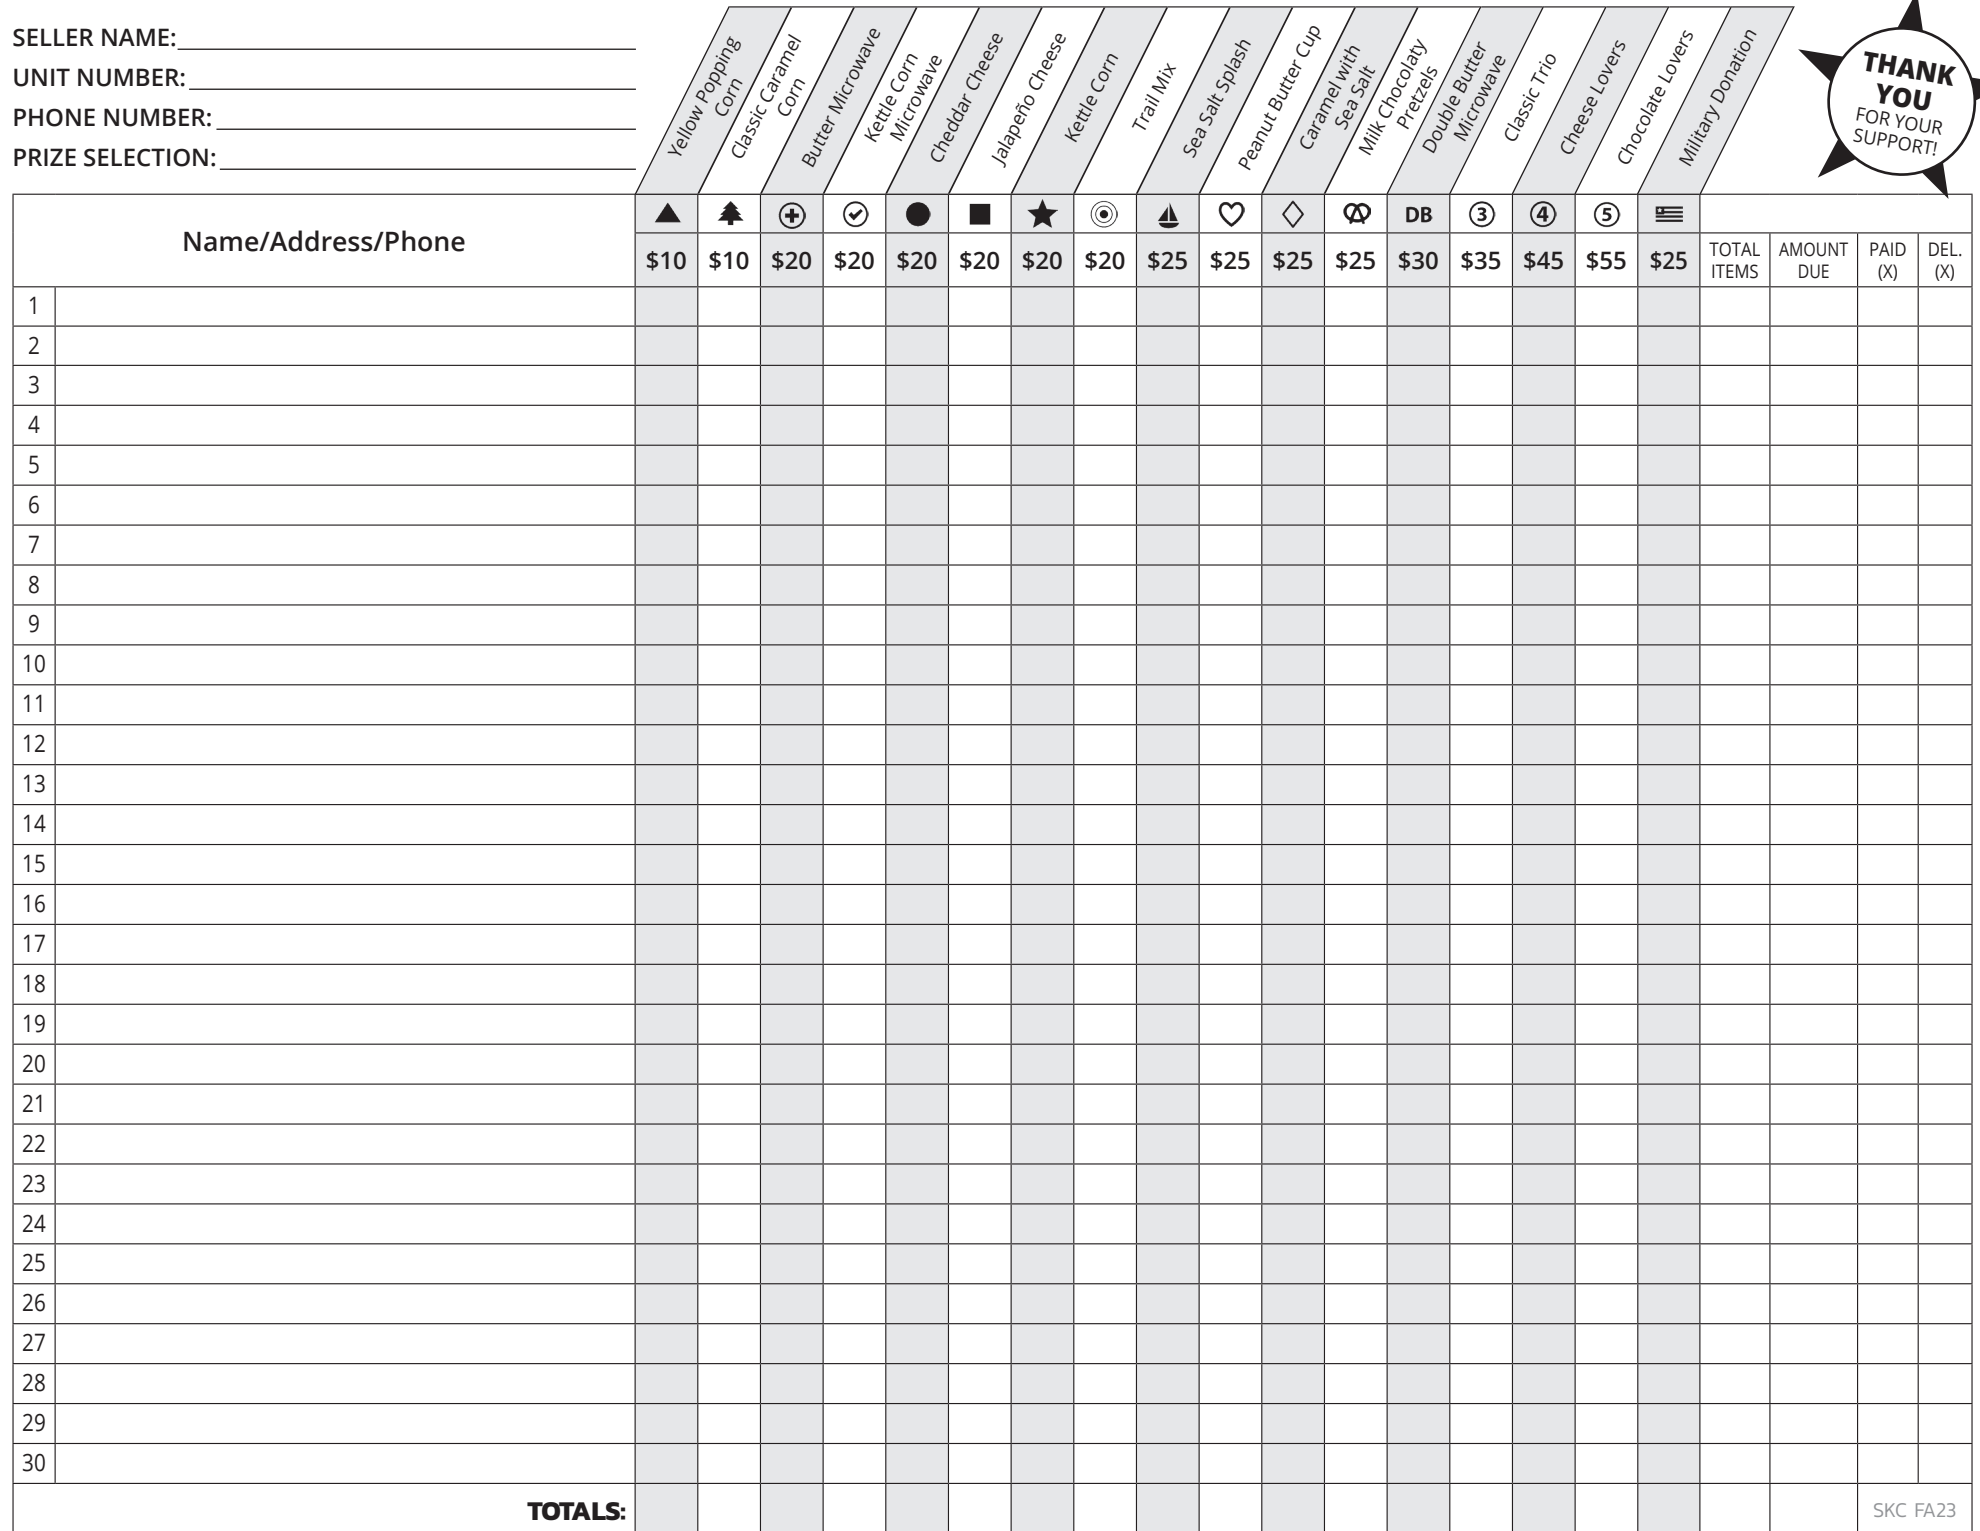 SELLER NAME:
UNIT NUMBER:
PHONE NUMBER:
PRIZE SELECTION:
Yellow Popping
Corn
Classic Caramel
Corn
Butter Microwave
Kettle Corn
Microwave
Cheddar Cheese
Jalapeño Cheese
Kettle Corn
Trail Mix
Sea Salt Splash
Peanut Butter Cup
Caramel with
Sea Salt
Milk Chocolaty
Pretzels
Double Butter
Microwave
Classic Trio
Cheese Lovers
Chocolate Lovers
Military Donation
THANK
YOU
FOR YOUR
SUPPORT!
Name/Address/Phone
DB 3 4 5
$10 $10 $20 $20 $20 $20 $20 $20 $25 $25 $25 $25 $30 $35 $45 $55 $25
TOTAL
ITEMS
AMOUNT
DUE
PAID
(X)
DEL.
(X)
1
2
3
4
5
6
7
8
9
10
11
12
13
14
15
16
17
18
19
20
21
22
23
24
25
26
27
28
29
30
TOTALS:
SKC FA23